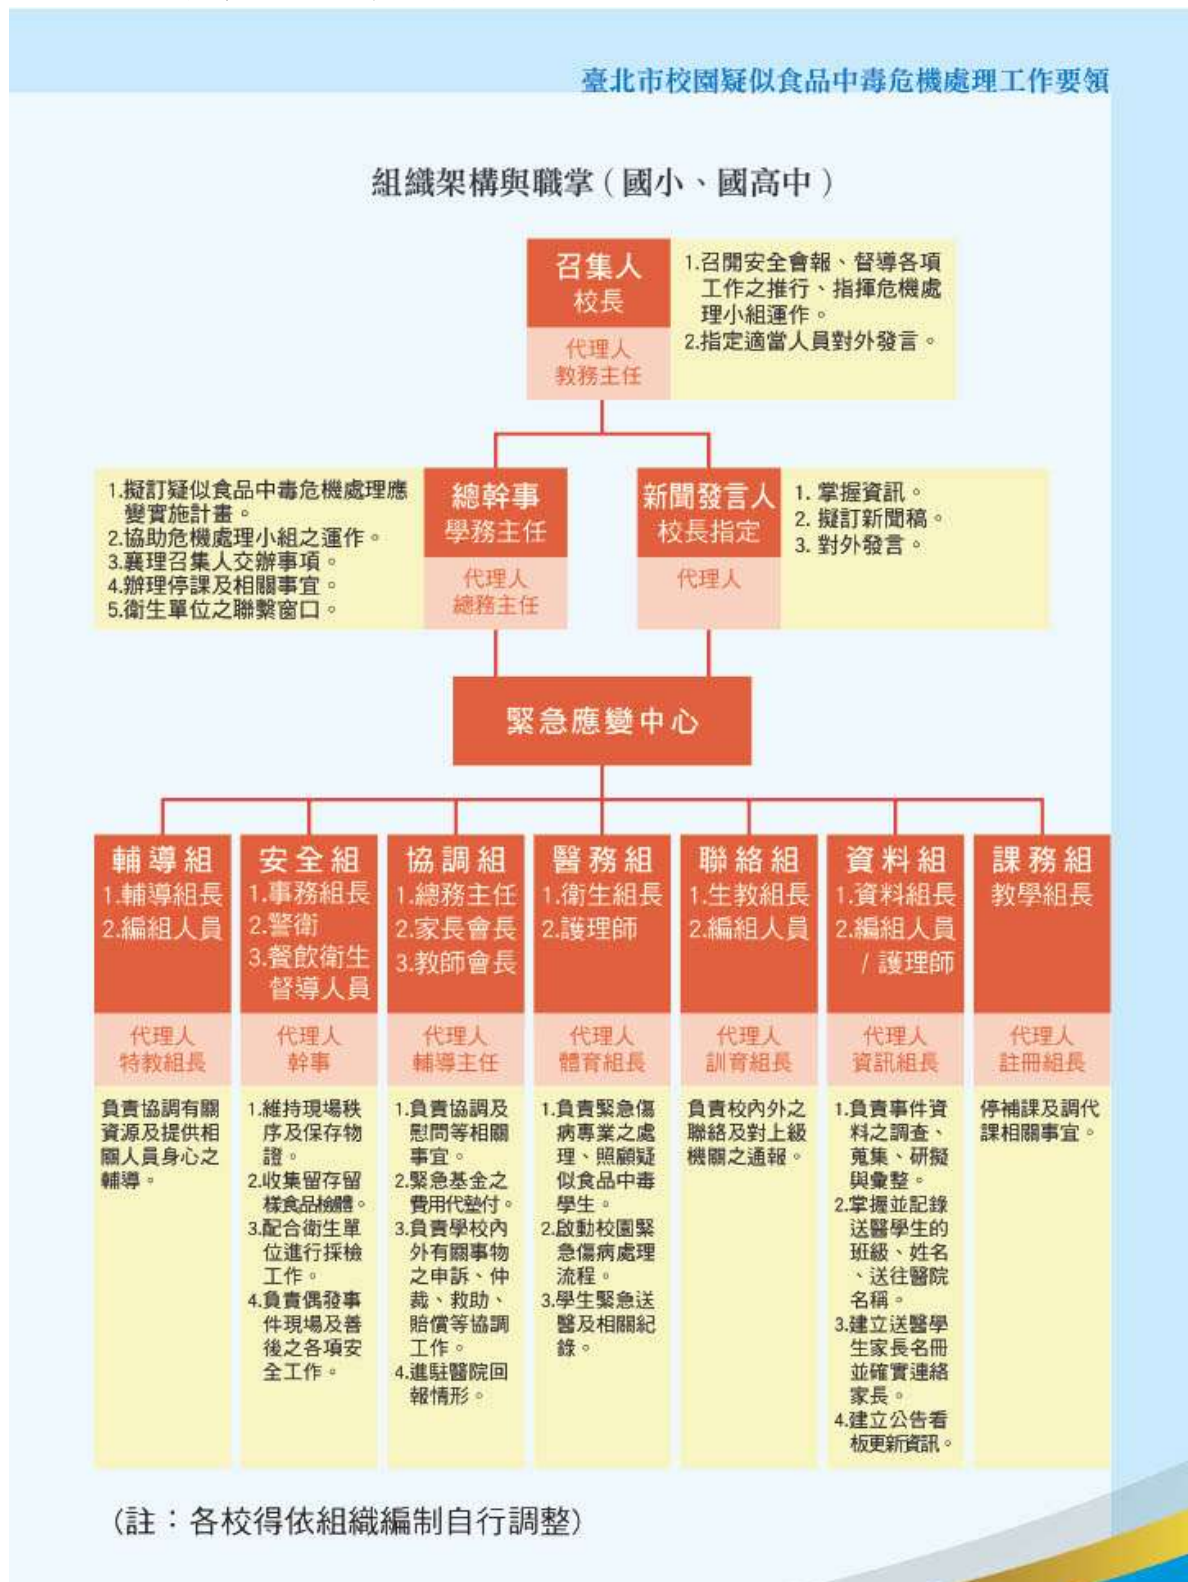 臺北市校園疑似食品中毒危機處理工作要領
組織架構與職掌（國小、國高中）
召集人
校長
代理人
教務主任
1.召開安全會報、督導各項
工作之推行、指揮危機處
理小組運作。
2.指定適當人員對外發言。
1.擬訂疑似食品中毒危機處理應
變實施計畫。
2.協助危機處理小組之運作。
3.襄理召集人交辦事項。
4.辦理停課及相關事宜。
5.衛生單位之聯繫窗口。
總幹事
學務主任
代理人
總務主任
新聞發言人
校長指定
代理人
1. 掌握資訊。
2. 擬訂新聞稿。
3. 對外發言。
緊急應變中心
輔導組
1.輔導組長
2.編組人員
代理人
特教組長
負責協調有關
資源及提供相
關人員身心之
輔導。
安全組
1.事務組長
2.警衛
3.餐飲衛生
督導人員
代理人
幹事
1.維持現場秩
序及保存物
證。
2.收集留存留
樣食品檢體。
3.配合衛生單
位進行採檢
工作。
4.負責偶發事
件現場及善
後之各項安
全工作。
協調組
1.總務主任
2.家長會長
3.教師會長
代理人
輔導主任
1.負責協調及
慰問等相關
事宜。
2.緊急基金之
費用代墊付。
3.負責學校內
外有關事物
之申訴、仲
裁、救助、
賠償等協調
工作。
4.進駐醫院回
報情形。
醫務組
1.衛生組長
2.護理師
代理人
體育組長
1.負責緊急傷
病專業之處
理、照顧疑
似食品中毒
學生。
2.啟動校園緊
急傷病處理
流程。
3.學生緊急送
醫及相關紀
錄。
聯絡組
1.生教組長
2.編組人員
代理人
訓育組長
負責校內外之
聯絡及對上級
機關之通報。
資料組
1.資料組長
2.編組人員
/ 護理師
代理人
資訊組長
1.負責事件資
料之調查、
蒐集、研擬
與彙整。
2.掌握並記錄
送醫學生的
班級、姓名
、送往醫院
名稱。
3.建立送醫學
生家長名冊
並確實連絡
家長。
4.建立公告看
板更新資訊。
課務組
教學組長
代理人
註冊組長
停補課及調代
課相關事宜。
（註：各校得依組織編制自行調整）